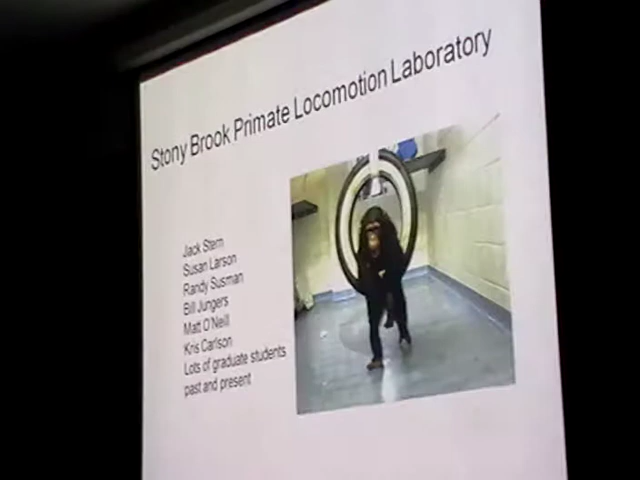 Stony Brook Primate Locomotion Laboratory
Jack Stern
Susan Larson
Randy Susman
Bill Jungers
Matt O'Neill
Kris Carlson
Lots of graduate students
past and present